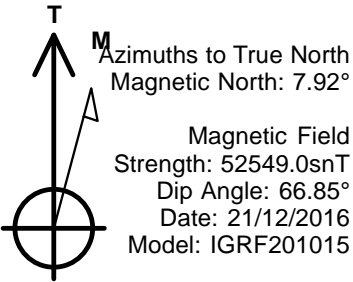 T
M
Azimuths to True North
Magnetic North: 7.92°
Magnetic Field
Strength: 52549.0snT
Dip Angle: 66.85°
Date: 21/12/2016
Model: IGRF201015